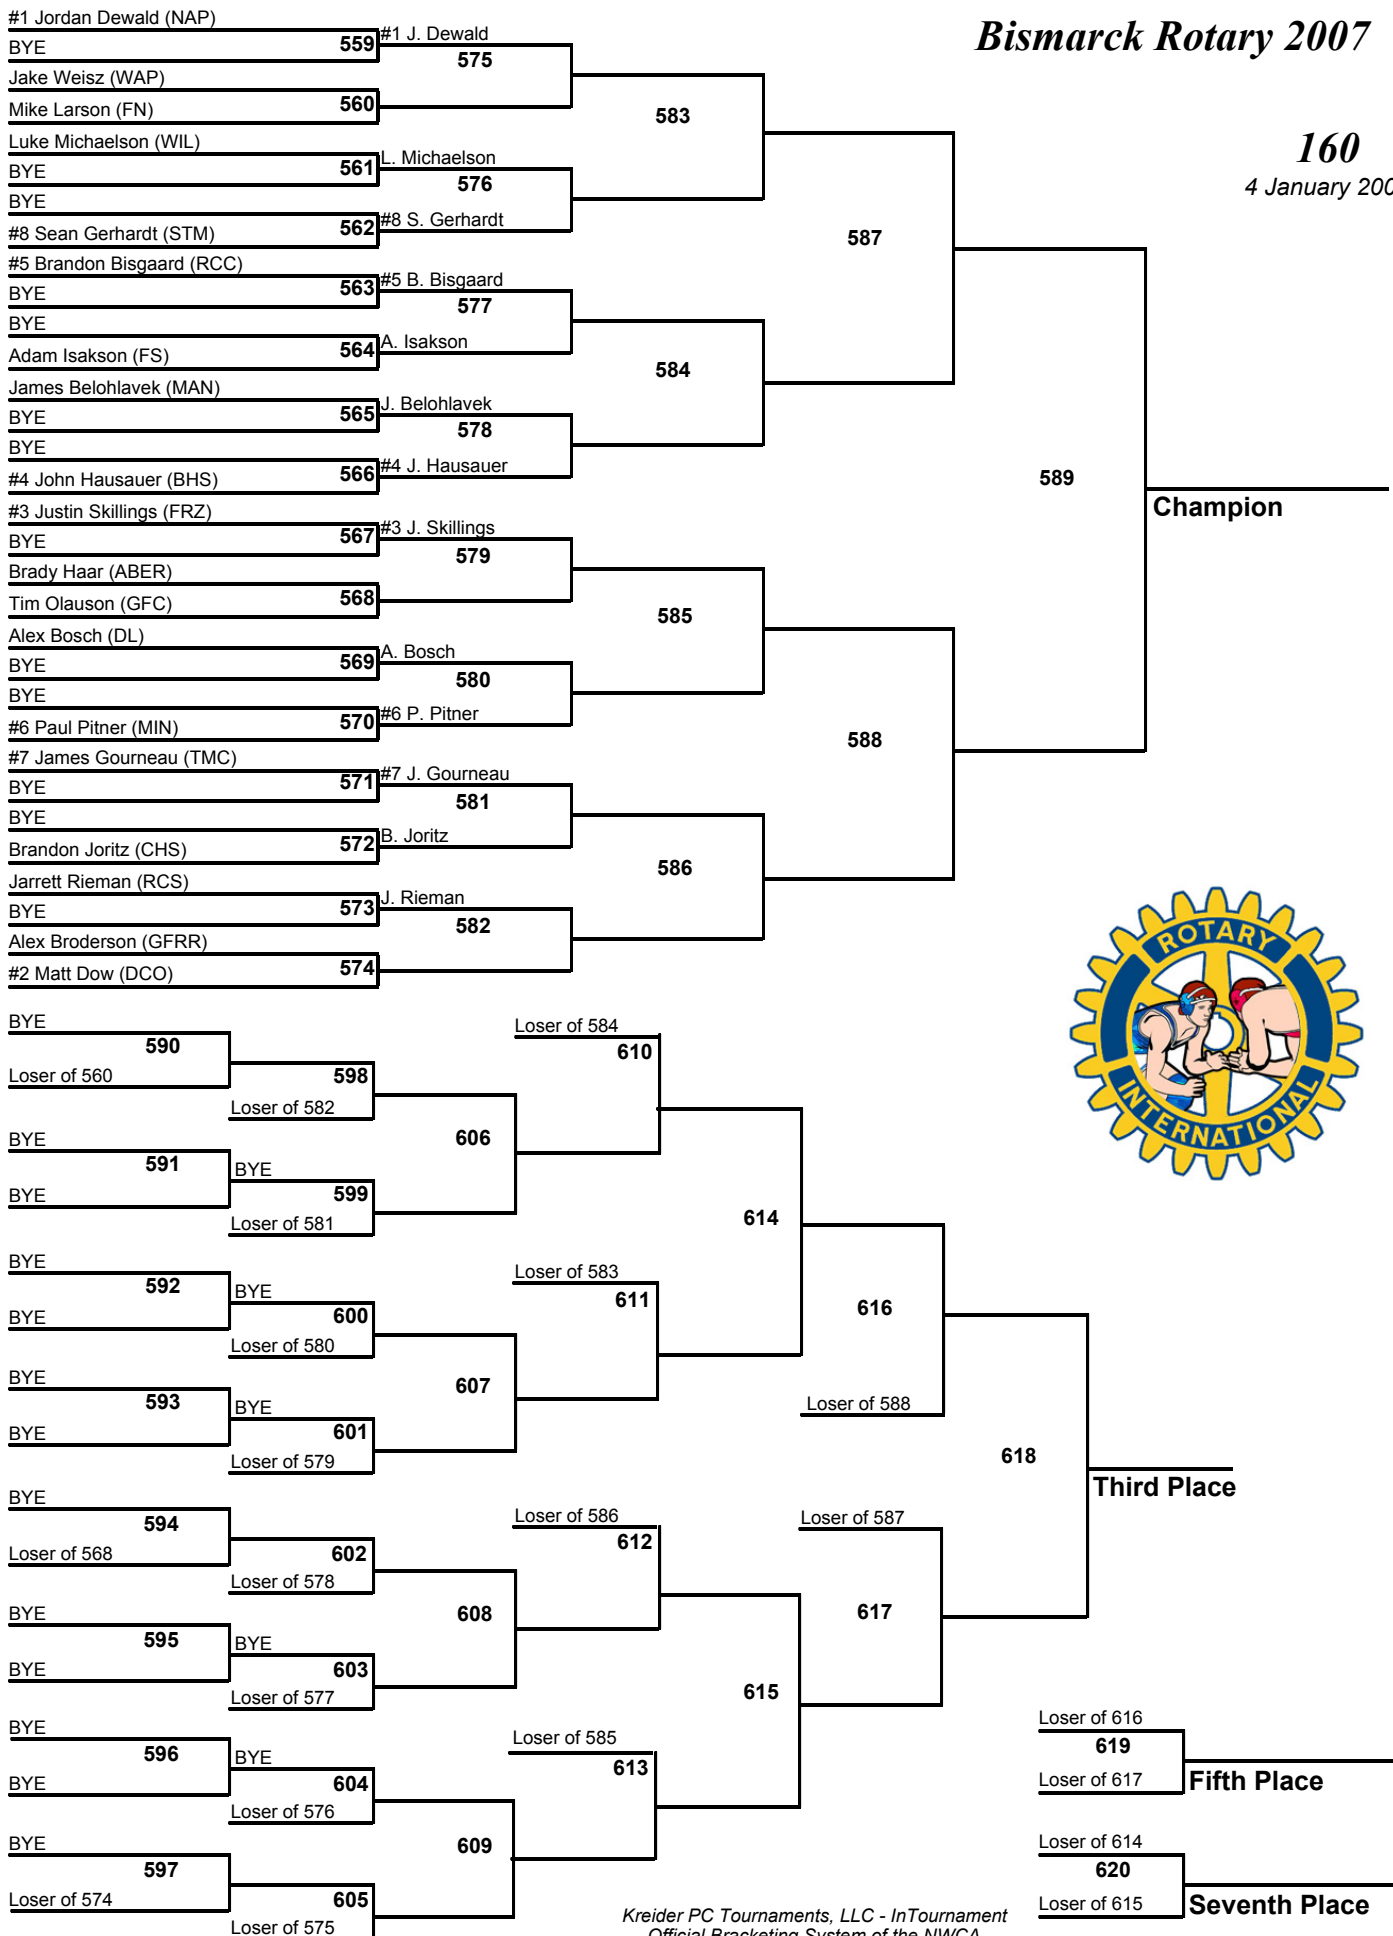 Bismarck Rotary 2007
160
4 January 200
#1 Jordan Dewald (NAP)
BYE
559
#1 J. Dewald
575
Jake Weisz (WAP)
Mike Larson (FN)
560
583
Luke Michaelson (WIL)
BYE
561
L. Michaelson
576
BYE
#8 Sean Gerhardt (STM)
562
#8 S. Gerhardt
587
#5 Brandon Bisgaard (RCC)
BYE
563
#5 B. Bisgaard
577
BYE
Adam Isakson (FS)
564
A. Isakson
584
James Belohlavek (MAN)
BYE
565
J. Belohlavek
578
BYE
#4 John Hausauer (BHS)
566
#4 J. Hausauer
589
Champion
#3 Justin Skillings (FRZ)
BYE
567
#3 J. Skillings
579
Brady Haar (ABER)
Tim Olauson (GFC)
568
585
Alex Bosch (DL)
BYE
569
A. Bosch
580
BYE
#6 Paul Pitner (MIN)
570
#6 P. Pitner
588
#7 James Gourneau (TMC)
BYE
571
#7 J. Gourneau
581
BYE
Brandon Joritz (CHS)
572
B. Joritz
586
Jarrett Rieman (RCS)
BYE
573
J. Rieman
582
Alex Broderson (GFRR)
#2 Matt Dow (DCO)
574
ROTARY
INTERNATIONAL
BYE
590
Loser of 560
598
Loser of 582
Loser of 584
610
606
BYE
591
BYE
BYE
599
Loser of 581
614
BYE
592
BYE
BYE
600
Loser of 580
Loser of 583
611
616
607
BYE
593
BYE
BYE
601
Loser of 579
Loser of 588
618
Third Place
BYE
594
Loser of 568
602
Loser of 578
Loser of 586
612
Loser of 587
617
608
BYE
595
BYE
BYE
603
Loser of 577
615
BYE
596
BYE
BYE
604
Loser of 576
Loser of 585
613
609
BYE
597
Loser of 574
605
Loser of 575
Loser of 616
619
Loser of 617
Fifth Place
Loser of 614
620
Loser of 615
Seventh Place
Kreider PC Tournaments, LLC - InTournament
Official Bracketing System of the NWCA